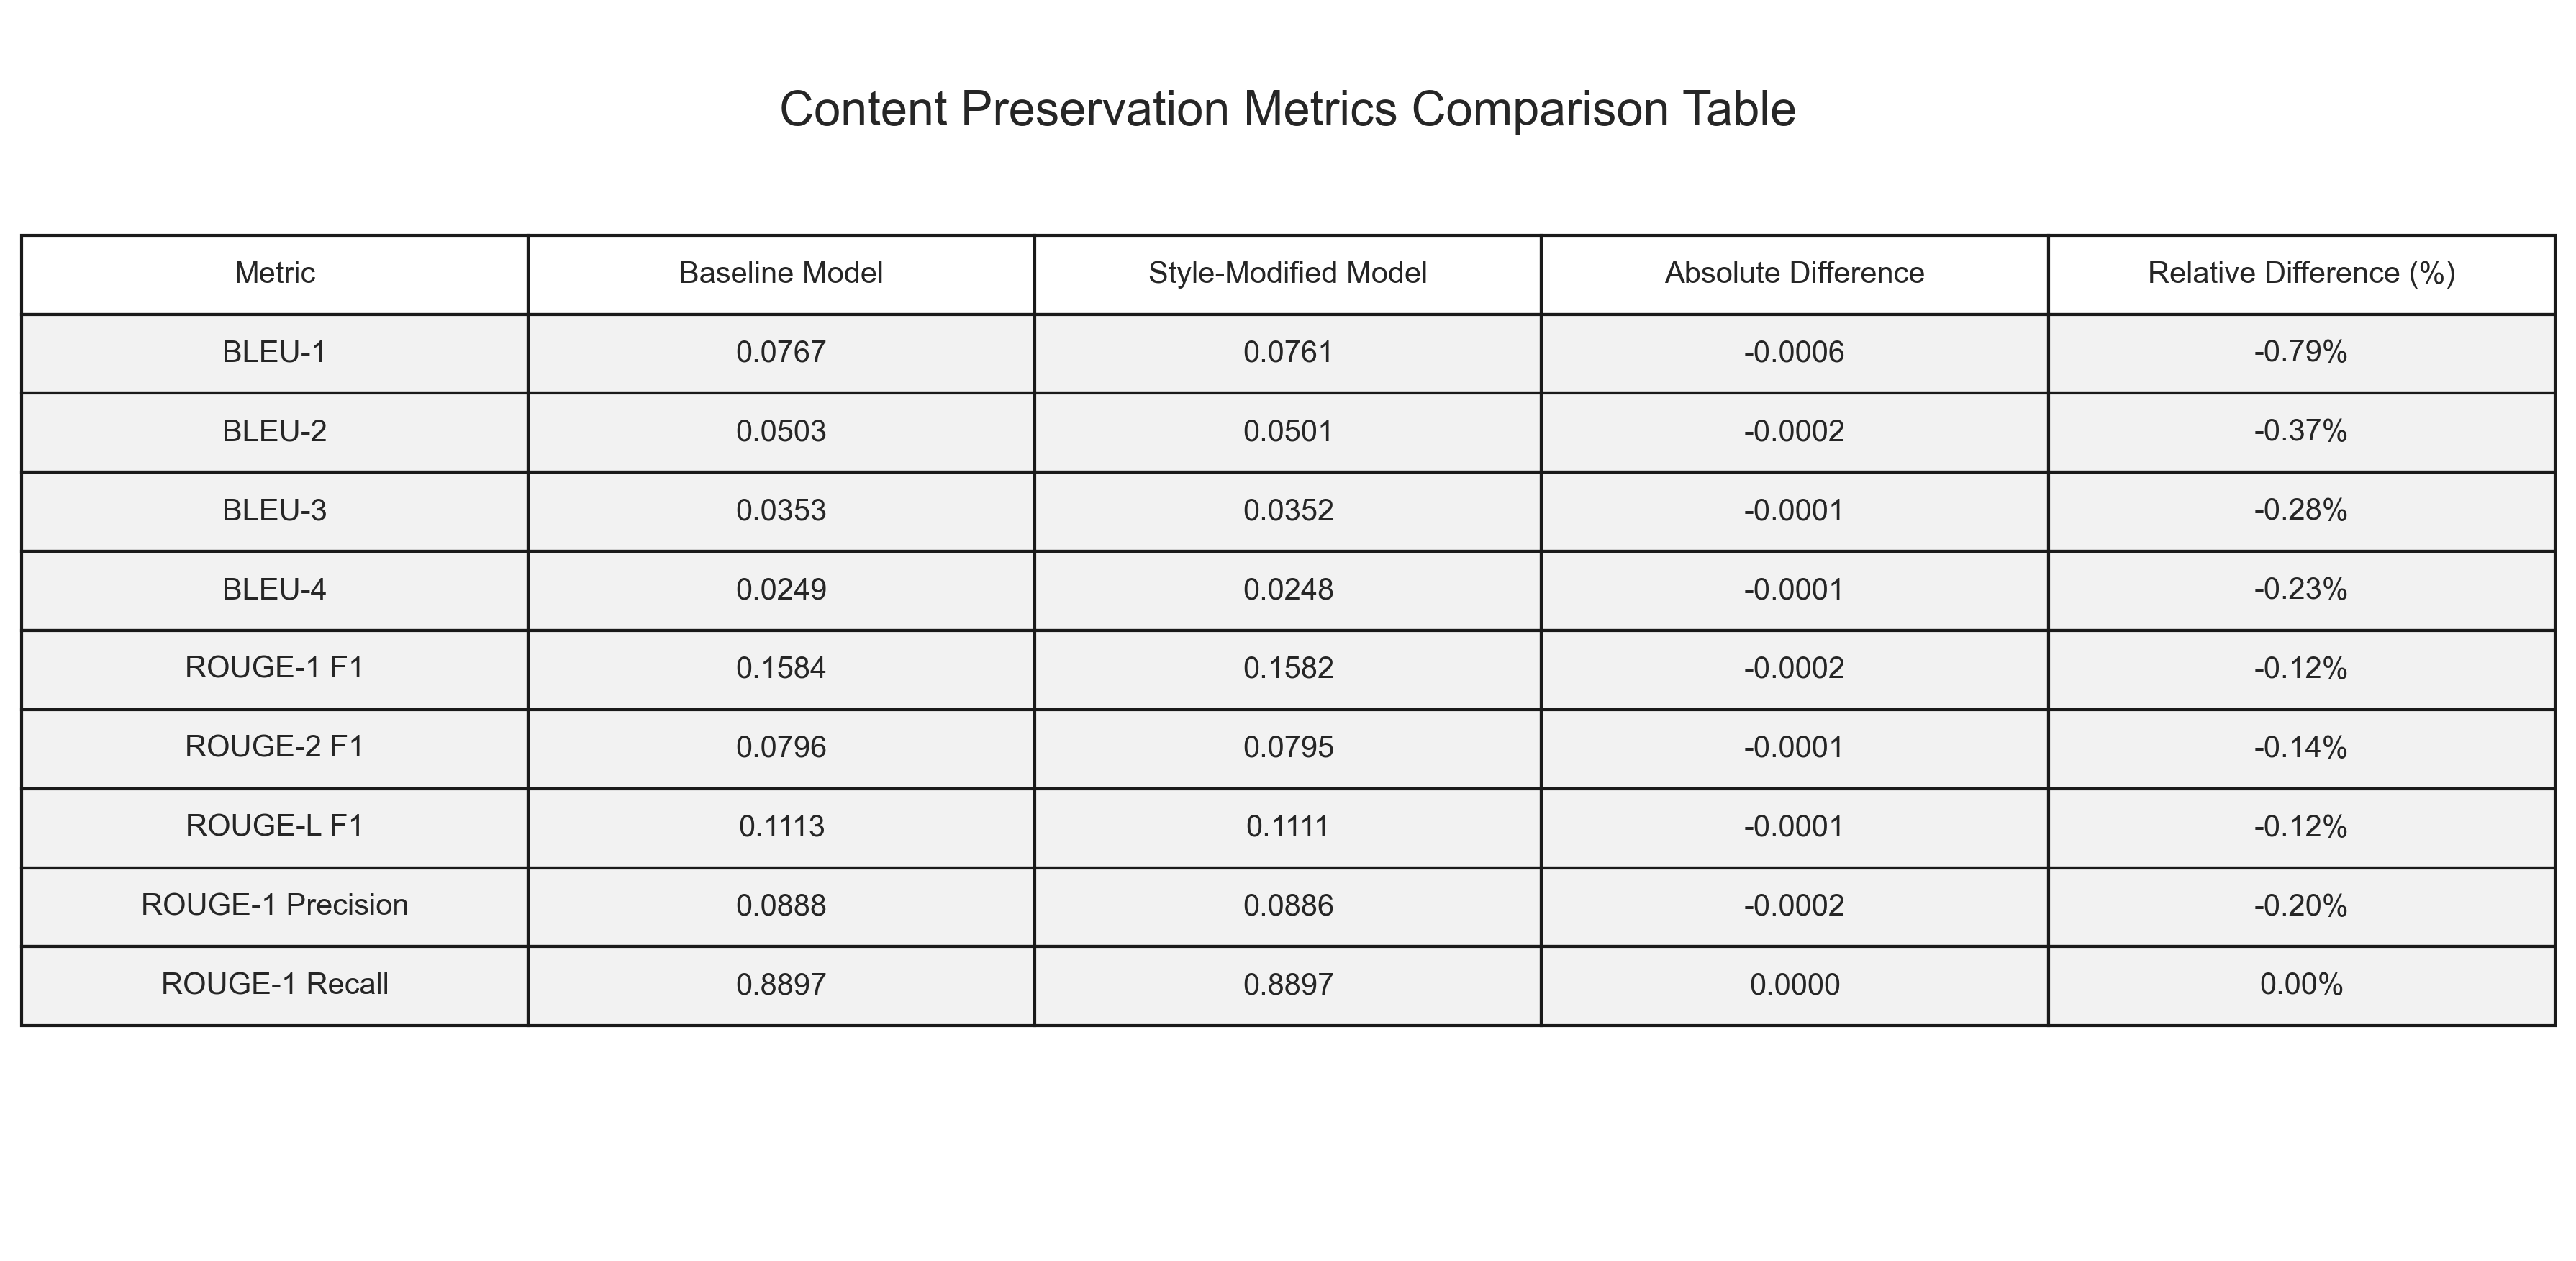 Content Preservation Metrics Comparison Table
Metric Baseline Model Style-Modified Model Absolute Difference Relative Difference (%)
BLEU-1 0.0767 0.0761 -0.0006 -0.79%
BLEU-2 0.0503 0.0501 -0.0002 -0.37%
BLEU-3 0.0353 0.0352 -0.0001 -0.28%
BLEU-4 0.0249 0.0248 -0.0001 -0.23%
ROUGE-1 F1 0.1584 0.1582 -0.0002 -0.12%
ROUGE-2 F1 0.0796 0.0795 -0.0001 -0.14%
ROUGE-L F1 0.1113 0.1111 -0.0001 -0.12%
ROUGE-1 Precision 0.0888 0.0886 -0.0002 -0.20%
ROUGE-1 Recall 0.8897 0.8897 0.0000 0.00%